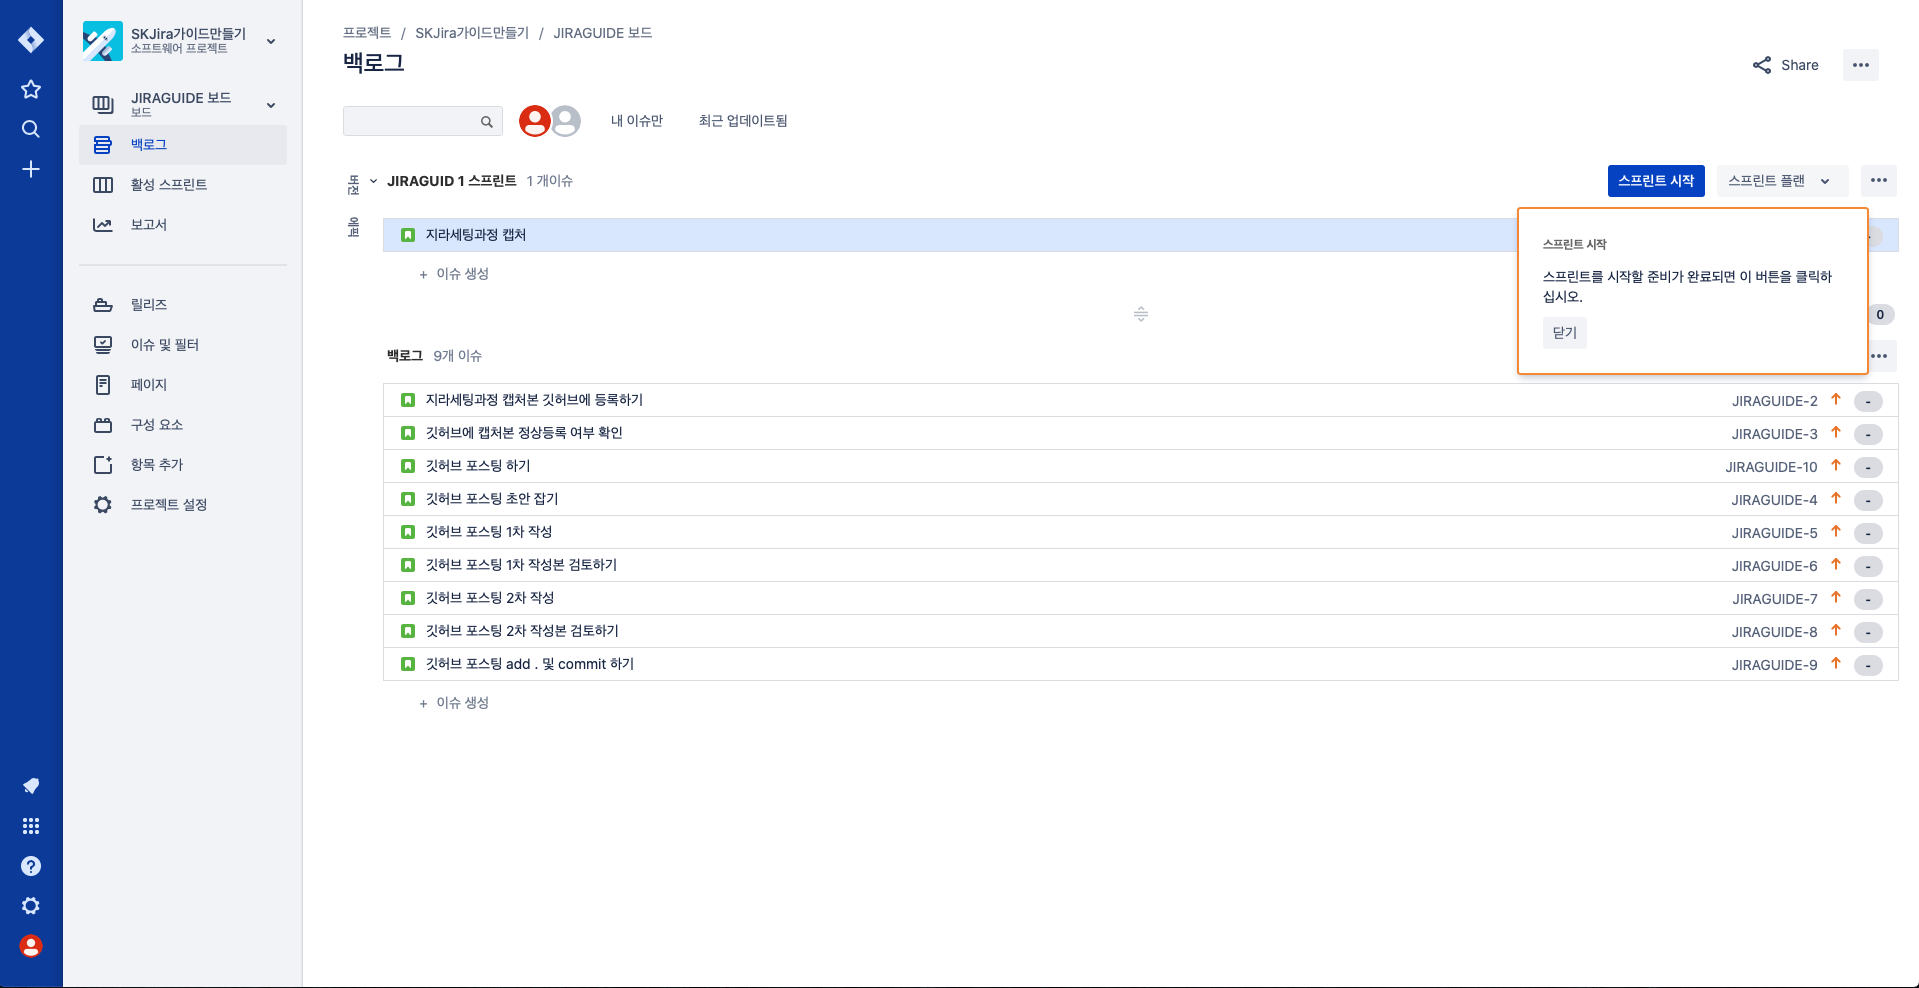 SKJira가이드만들기
소프트웨어 프로젝트
JIRAGUIDE 보드
보드
백로그
활성 스프린트
보고서
릴리즈
이슈 및 필터
페이지
구성 요소
항목 추가
프로젝트 설정
프로젝트 / SKJira가이드만들기 / JIRAGUIDE 보드
백로그
Share
내 이슈만
최근 업데이트됨
버전
에픽
JIRAGUID 1 스프린트 1 개이슈
스프린트 시작
스프린트 플랜
지라세팅과정 캡처
+ 이슈 생성
스프린트 시작
스프린트를 시작할 준비가 완료되면 이 버튼을 클릭하
십시오.
닫기
0
백로그 9개 이슈
지라세팅과정 캡처본 깃허브에 등록하기 JIRAGUIDE-2 -
깃허브에 캡처본 정상등록 여부 확인 JIRAGUIDE-3 -
깃허브 포스팅 하기 JIRAGUIDE-10 -
깃허브 포스팅 초안 잡기 JIRAGUIDE-4 -
깃허브 포스팅 1차 작성 JIRAGUIDE-5 -
깃허브 포스팅 1차 작성본 검토하기 JIRAGUIDE-6 -
깃허브 포스팅 2차 작성 JIRAGUIDE-7 -
깃허브 포스팅 2차 작성본 검토하기 JIRAGUIDE-8 -
깃허브 포스팅 add . 및 commit 하기 JIRAGUIDE-9 -
+ 이슈 생성